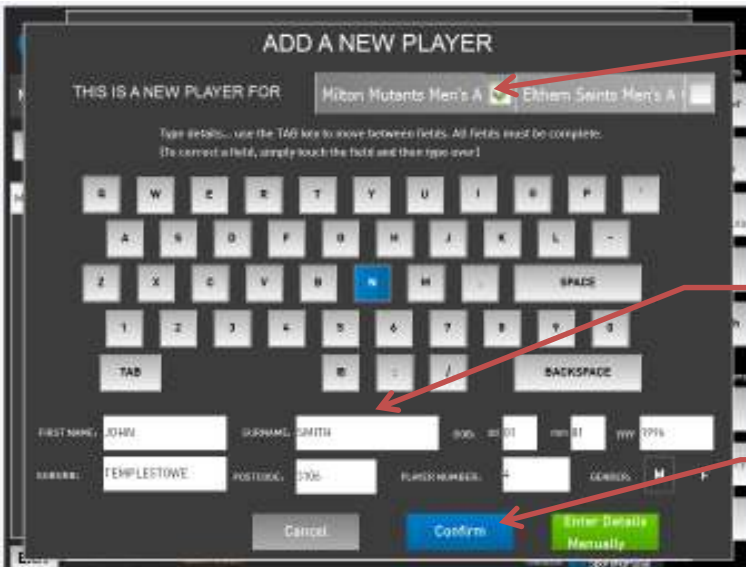 ADD A NEW PLAYER
THIS IS A NEW PLAYER FOR Milton Mutants Men's A Eltham Saints Men's A
Type details... use the TAB key to move between fields. All fields must be complete.
(To correct a field, simply touch the field and then type over)
Q W E R T Y U I O P '
A S D F G H J K L -
Z X C V B N M . SPACE
1 2 3 4 5 6 7 8 9 0
TAB @ : / BACKSPACE
FIRST NAME: JOHN SURNAME: SMITH DOB: dd 01 mm 01 yyyy 1996
SUBURB: TEMPLESTOWE POSTCODE: 3106 PLAYER NUMBER: 4 GENDER: M F
Cancel Confirm Enter Details
Manually